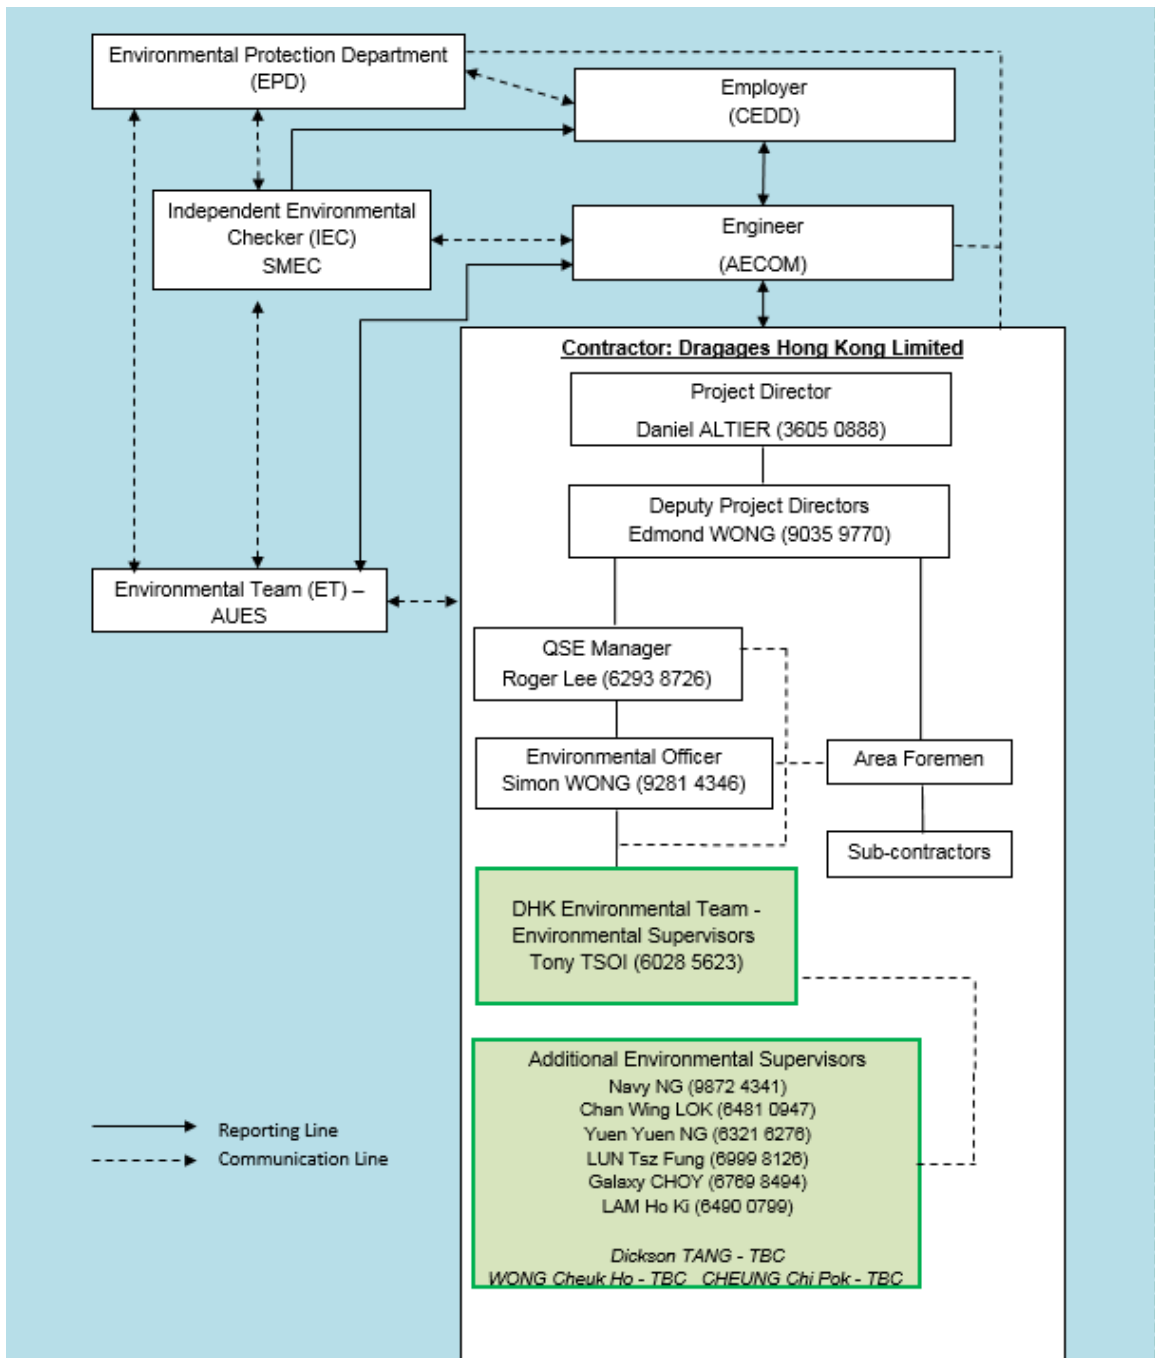 Environmental Protection Department
(EPD)
Employer
(CEDD)
Independent Environmental
Checker (IEC)
SMEC
Engineer
(AECOM)
Contractor: Dragages Hong Kong Limited
Project Director
Daniel ALTIER (3605 0888)
Deputy Project Directors
Edmond WONG (9035 9770)
Environmental Team (ET) –
AUES
QSE Manager
Roger Lee (6293 8726)
Environmental Officer
Simon WONG (9281 4346)
Area Foremen
Sub-contractors
DHK Environmental Team -
Environmental Supervisors
Tony TSOI (6028 5623)
Additional Environmental Supervisors
Navy NG (9872 4341)
Chan Wing LOK (6481 0947)
Yuen Yuen NG (6321 6276)
LUN Tsz Fung (6999 8126)
Galaxy CHOY (6769 8494)
LAM Ho Ki (6490 0799)
Dickson TANG - TBC
WONG Cheuk Ho - TBC CHEUNG Chi Pok - TBC
Reporting Line
Communication Line